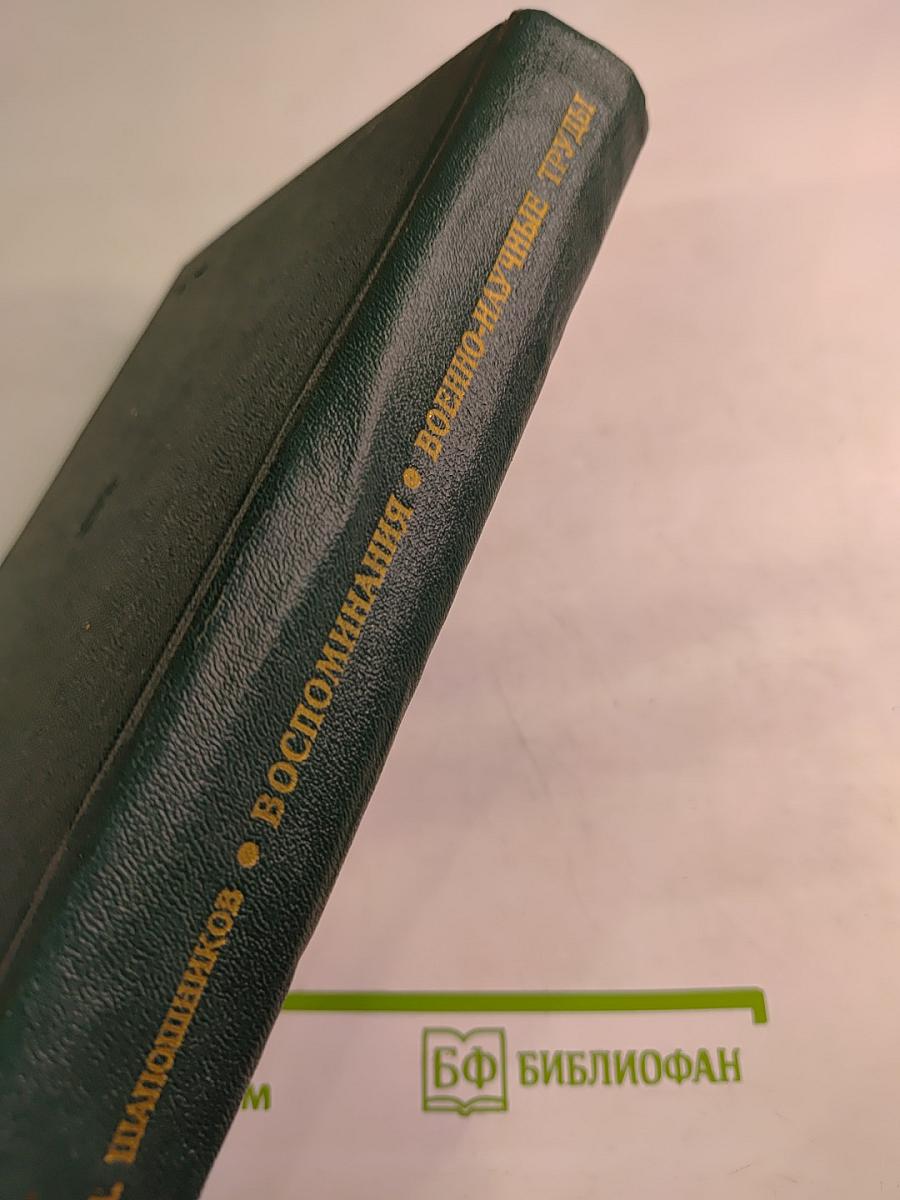 ШАПОШНИКОВ • ВОСПОМИНАНИЯ • ВОЕННО-НАУЧНЫЕ ТРУДЫ
БФ БИБЛИОФАН